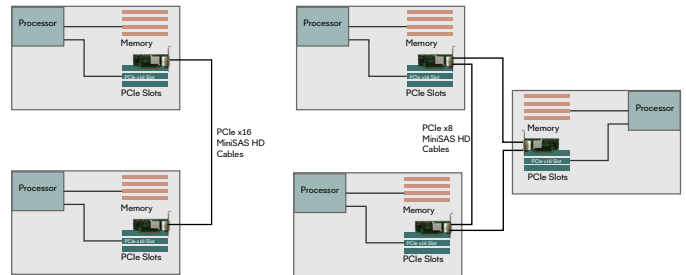 Processor
Memory
PCIe x16 Slot
PCIe Slots
PCIe x16
MiniSAS HD
Cables
Processor
Memory
PCIe x16 Slot
PCIe Slots
Processor
Memory
PCIe x16 Slot
PCIe Slots
PCIe x8
MiniSAS HD
Cables
Processor
Memory
PCIe x16 Slot
PCIe Slots
Processor
Memory
PCIe x16 Slot
PCIe Slots